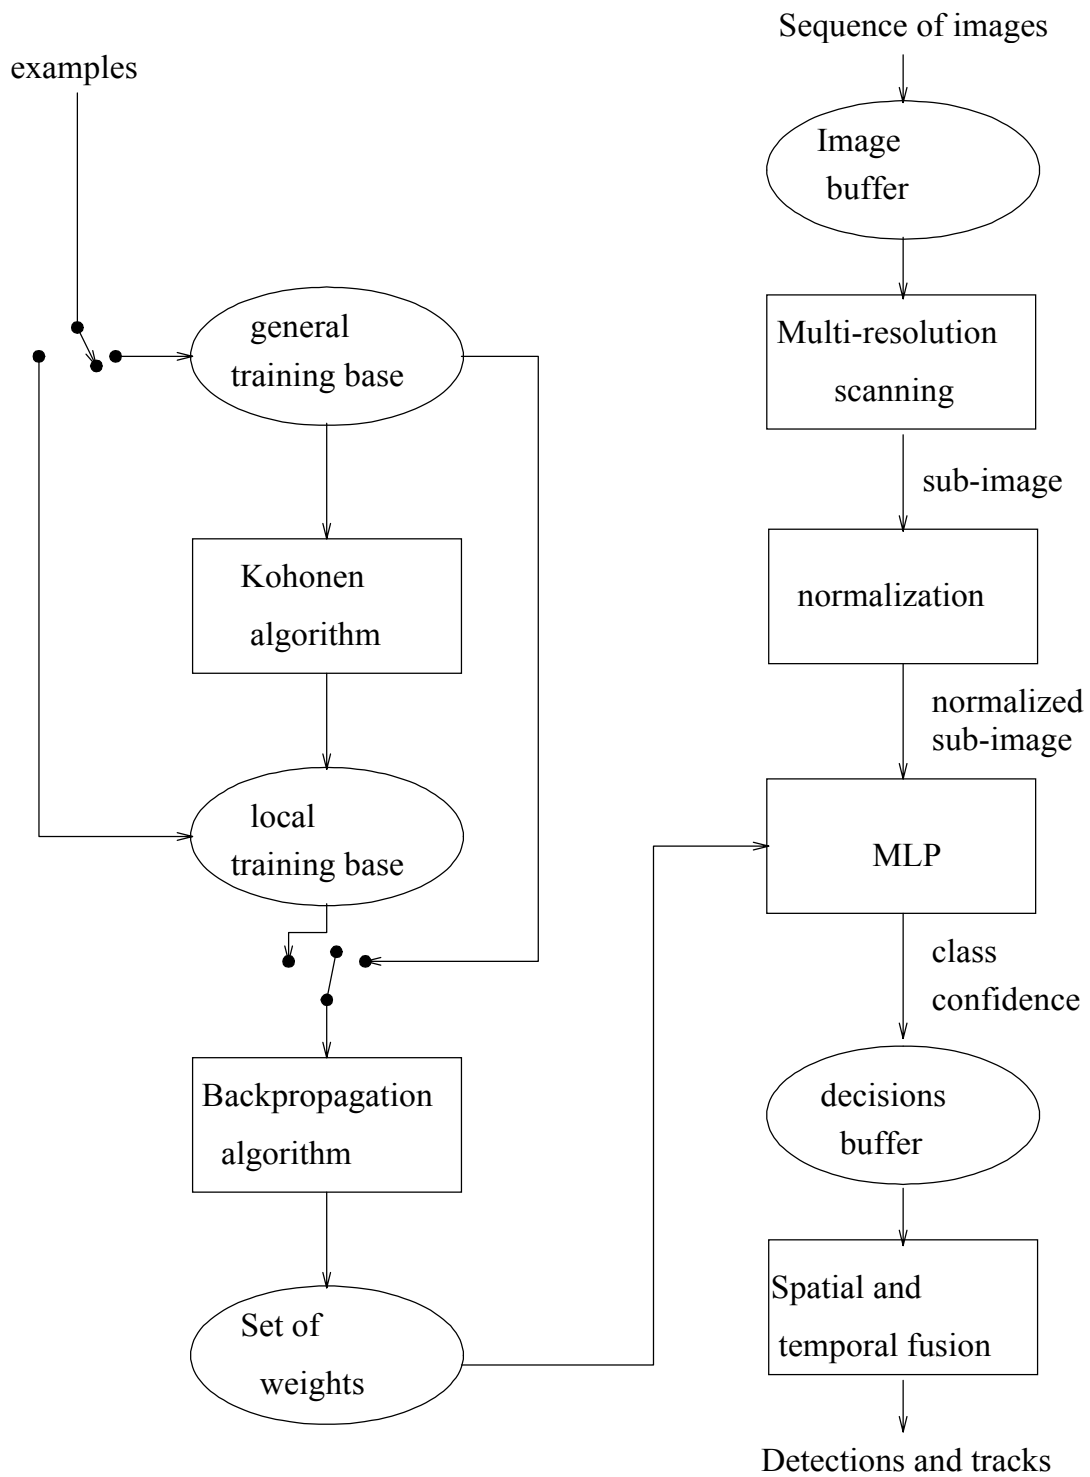 examples
general
training base
Kohonen
algorithm
local
training base
Backpropagation
algorithm
Set of
weights
Sequence of images
Image
buffer
Multi-resolution
scanning
sub-image
normalization
normalized
sub-image
MLP
class
confidence
decisions
buffer
Spatial and
temporal fusion
Detections and tracks